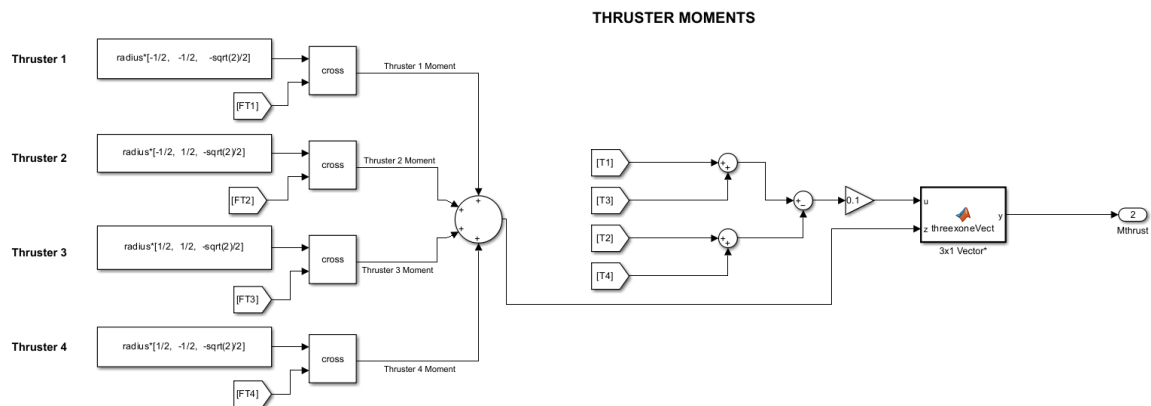 THRUSTER MOMENTS
Thruster 1
radius*[-1/2, -1/2, -sqrt(2)/2]
[FT1]
cross
Thruster 1 Moment
Thruster 2
radius*[-1/2, 1/2, -sqrt(2)/2]
[FT2]
cross
Thruster 2 Moment
Thruster 3
radius*[1/2, 1/2, -sqrt(2)/2]
[FT3]
cross
Thruster 3 Moment
Thruster 4
radius*[1/2, -1/2, -sqrt(2)/2]
[FT4]
cross
Thruster 4 Moment
+
+
+
+
[T1]
[T3]
[T2]
[T4]
+
+
+
+
+
−
0.1
u
z
threexoneVect
y
3x1 Vector*
2
Mthrust